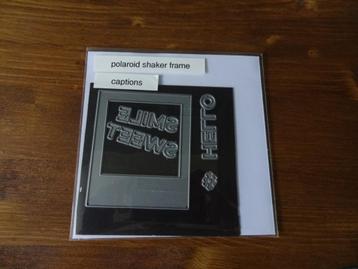 polaroid shaker frame
captions
SMILE
SWEET
HELLO